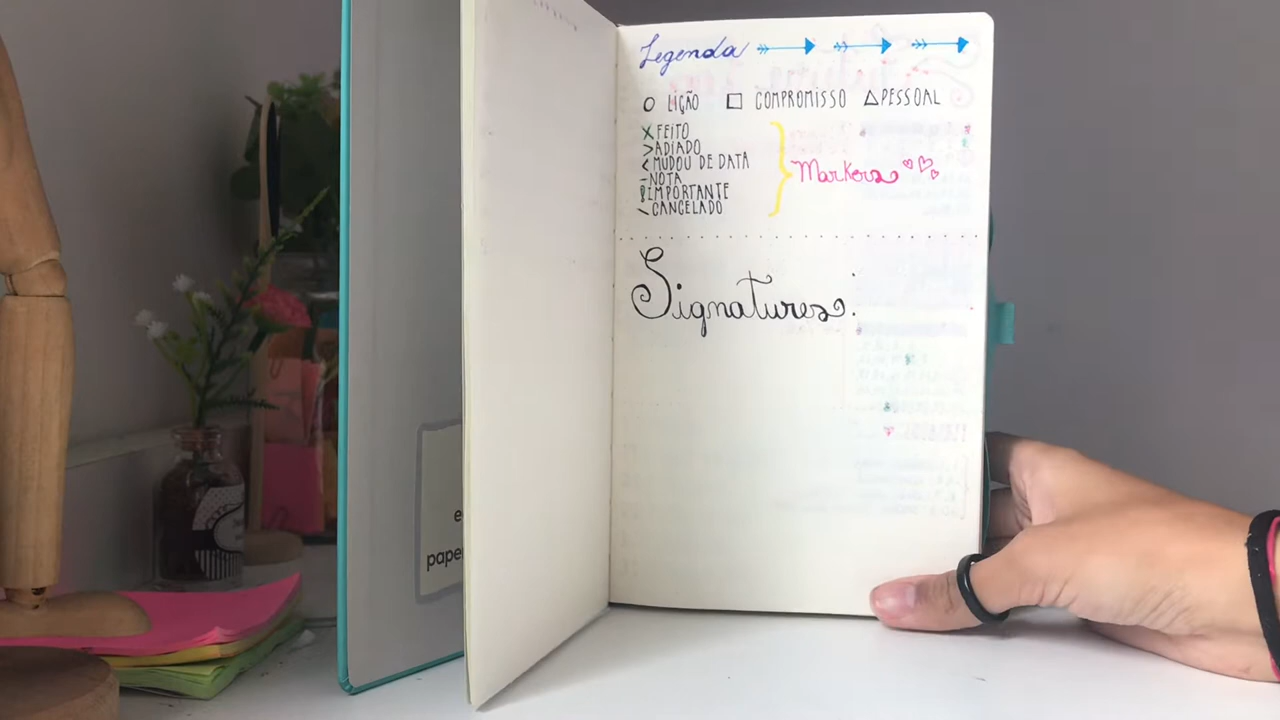 Legenda
○ LIÇÃO □ COMPROMISSO △ PESSOAL
X FEITO
> ADIADO
< MUDOU DE DATA
- NOTA
! IMPORTANTE
\ CANCELADO
Markers
Signatures:
e
pape